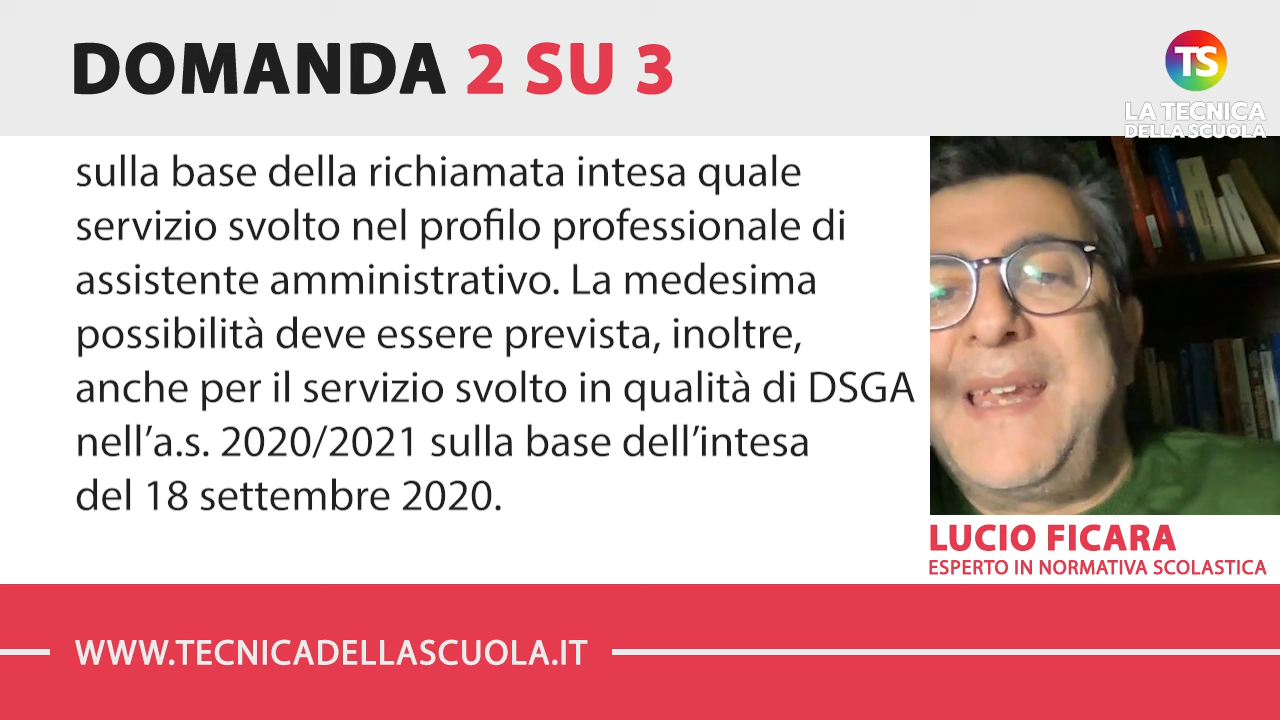 DOMANDA 2 SU 3
TS
LA TECNICA
DELLA SCUOLA
sulla base della richiamata intesa quale
servizio svolto nel profilo professionale di
assistente amministrativo. La medesima
possibilità deve essere prevista, inoltre,
anche per il servizio svolto in qualità di DSGA
nell’a.s. 2020/2021 sulla base dell’intesa
del 18 settembre 2020.
LUCIO FICARA
ESPERTO IN NORMATIVA SCOLASTICA
WWW.TECNICADELLASCUOLA.IT